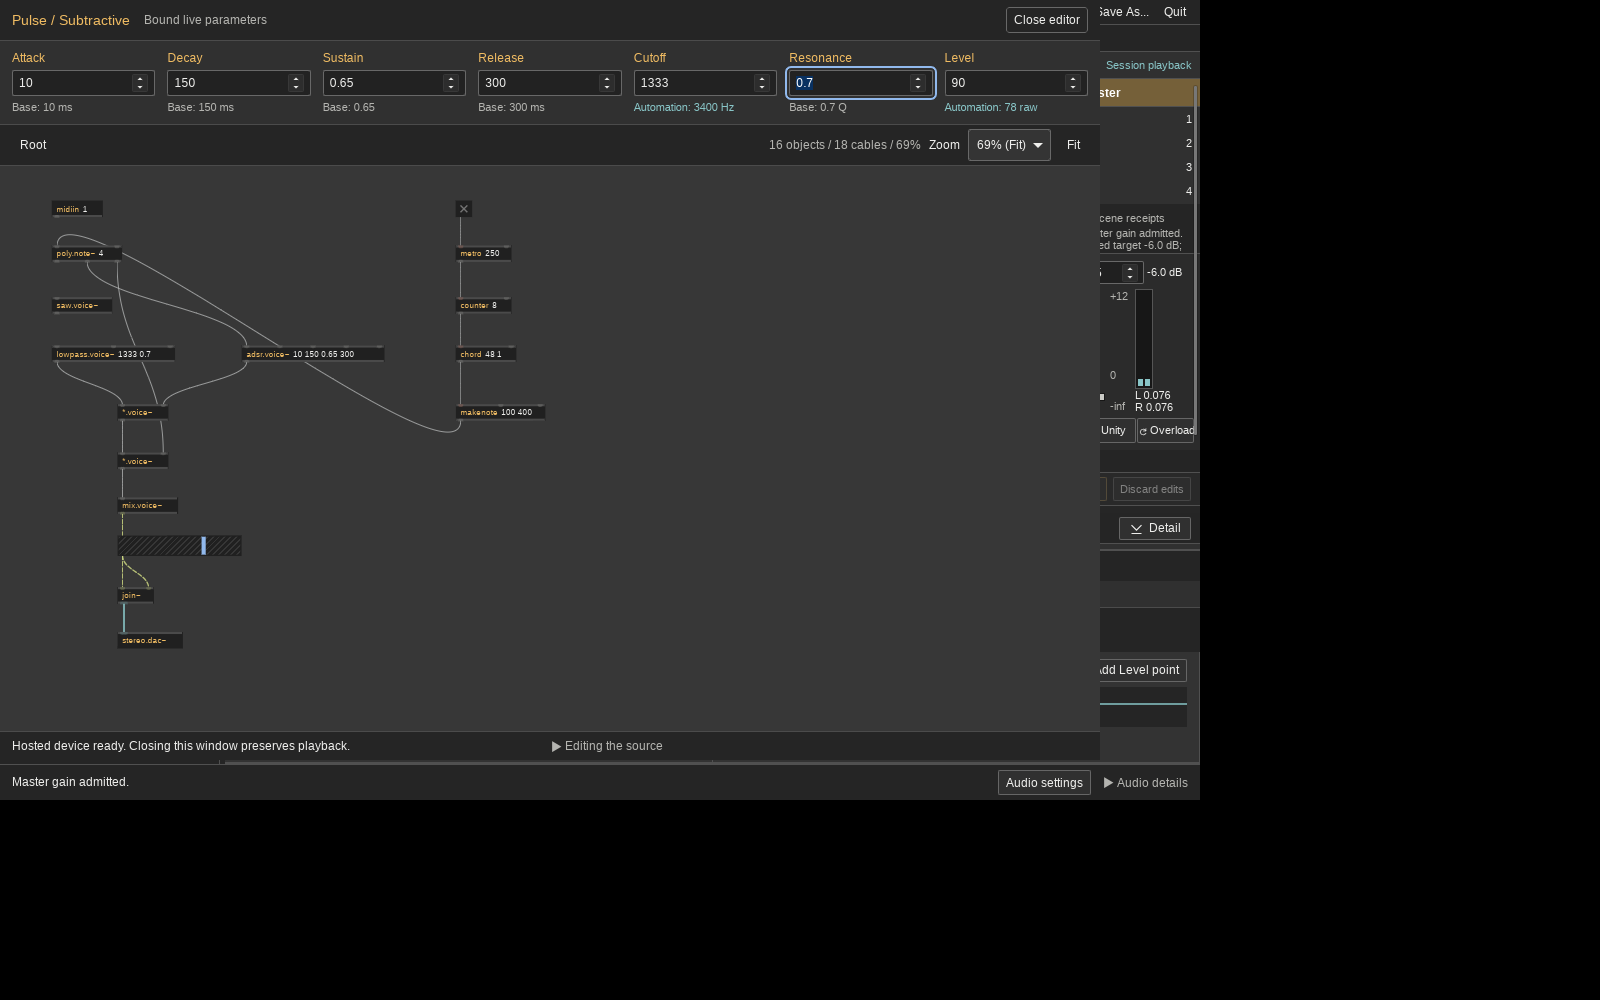 Pulse / Subtractive Bound live parameters Close editor Save As... Quit
Attack Decay Sustain Release Cutoff Resonance Level
10 150 0.65 300 1333 0.7 90
Base: 10 ms Base: 150 ms Base: 0.65 Base: 300 ms Automation: 3400 Hz Base: 0.7 Q Automation: 78 raw
Session playback
ster
1
2
3
4
Root 16 objects / 18 cables / 69% Zoom 69% (Fit) Fit
midiin 1
poly.note~ 4 metro 250
saw.voice~ counter 8
lowpass.voice~ 1333 0.7 adsr.voice~ 10 150 0.65 300 chord 48 1
*.voice~ makenote 100 400
*.voice~
mix.voice~
join~
stereo.dac~
cene receipts
ter gain admitted.
ed target -6.0 dB;
-6.0 dB
+12
0
-inf
L 0.076
R 0.076
Unity Overload
Discard edits
Detail
Add Level point
Hosted device ready. Closing this window preserves playback. Editing the source
Master gain admitted. Audio settings Audio details